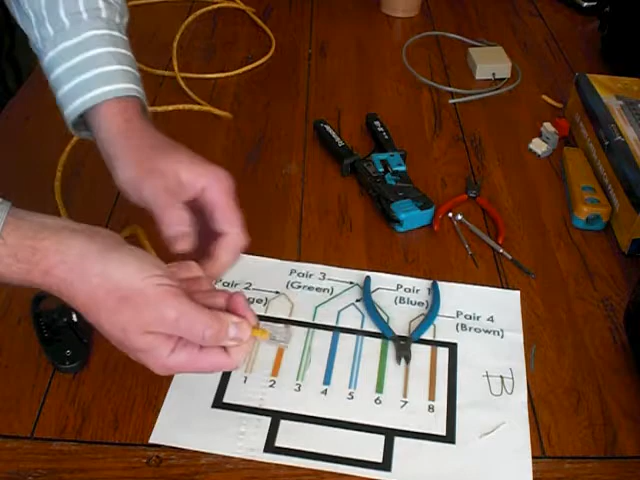 Pair 3
(Green)
Pair 2
Pair 1
(Blue)
Pair 4
(Brown)
1 2 3 4 5 6 7 8
B